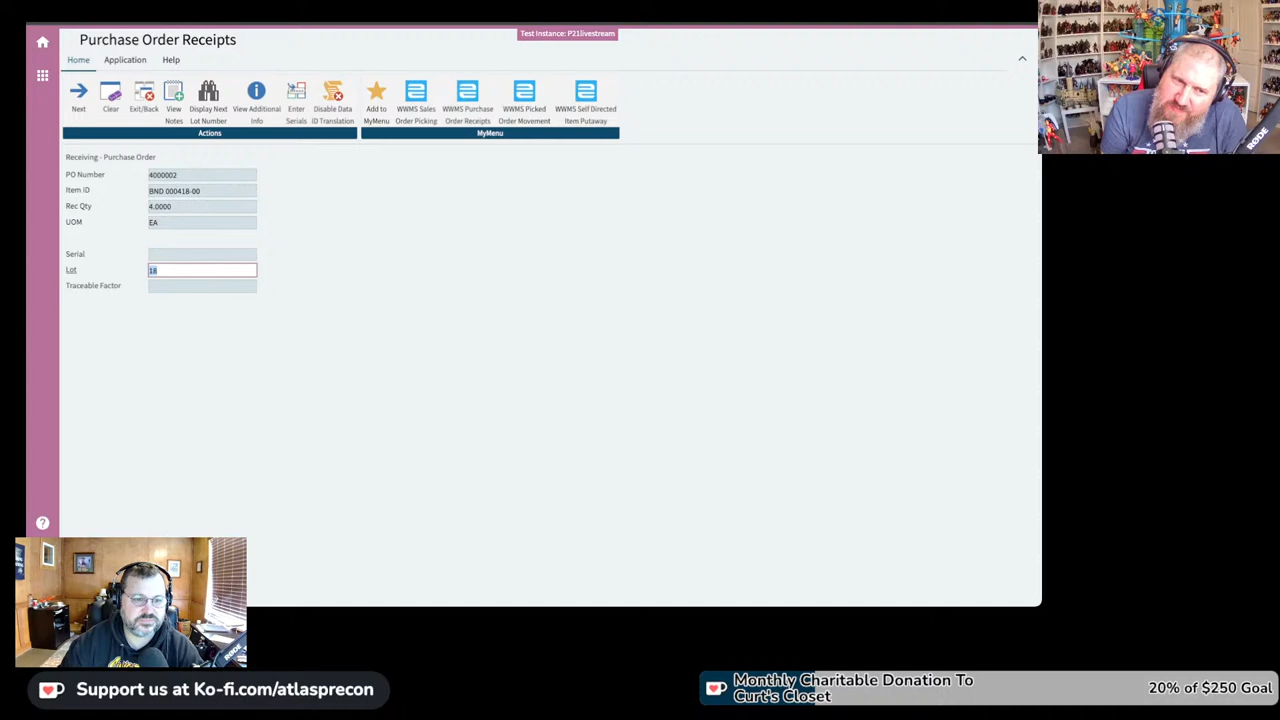 Purchase Order Receipts
Test Instance: P21livestream
Home Application Help
Next
Clear
Exit/Back
View
Notes
Display Next
Lot Number
View Additional
Info
Enter
Serials
Disable Data
ID Translation
Add to
MyMenu
WWMS Sales
Order Picking
WWMS Purchase
Order Receipts
WWMS Picked
Order Movement
WWMS Self Directed
Item Putaway
Actions
MyMenu
Receiving - Purchase Order
PO Number 4000002
Item ID BND 000418-00
Rec Qty 4.0000
UOM EA
Serial
Lot 18
Traceable Factor
RØDE
RØDE
Support us at Ko-fi.com/atlasprecon
Monthly Charitable Donation To
Curt's Closet
20% of $250 Goal